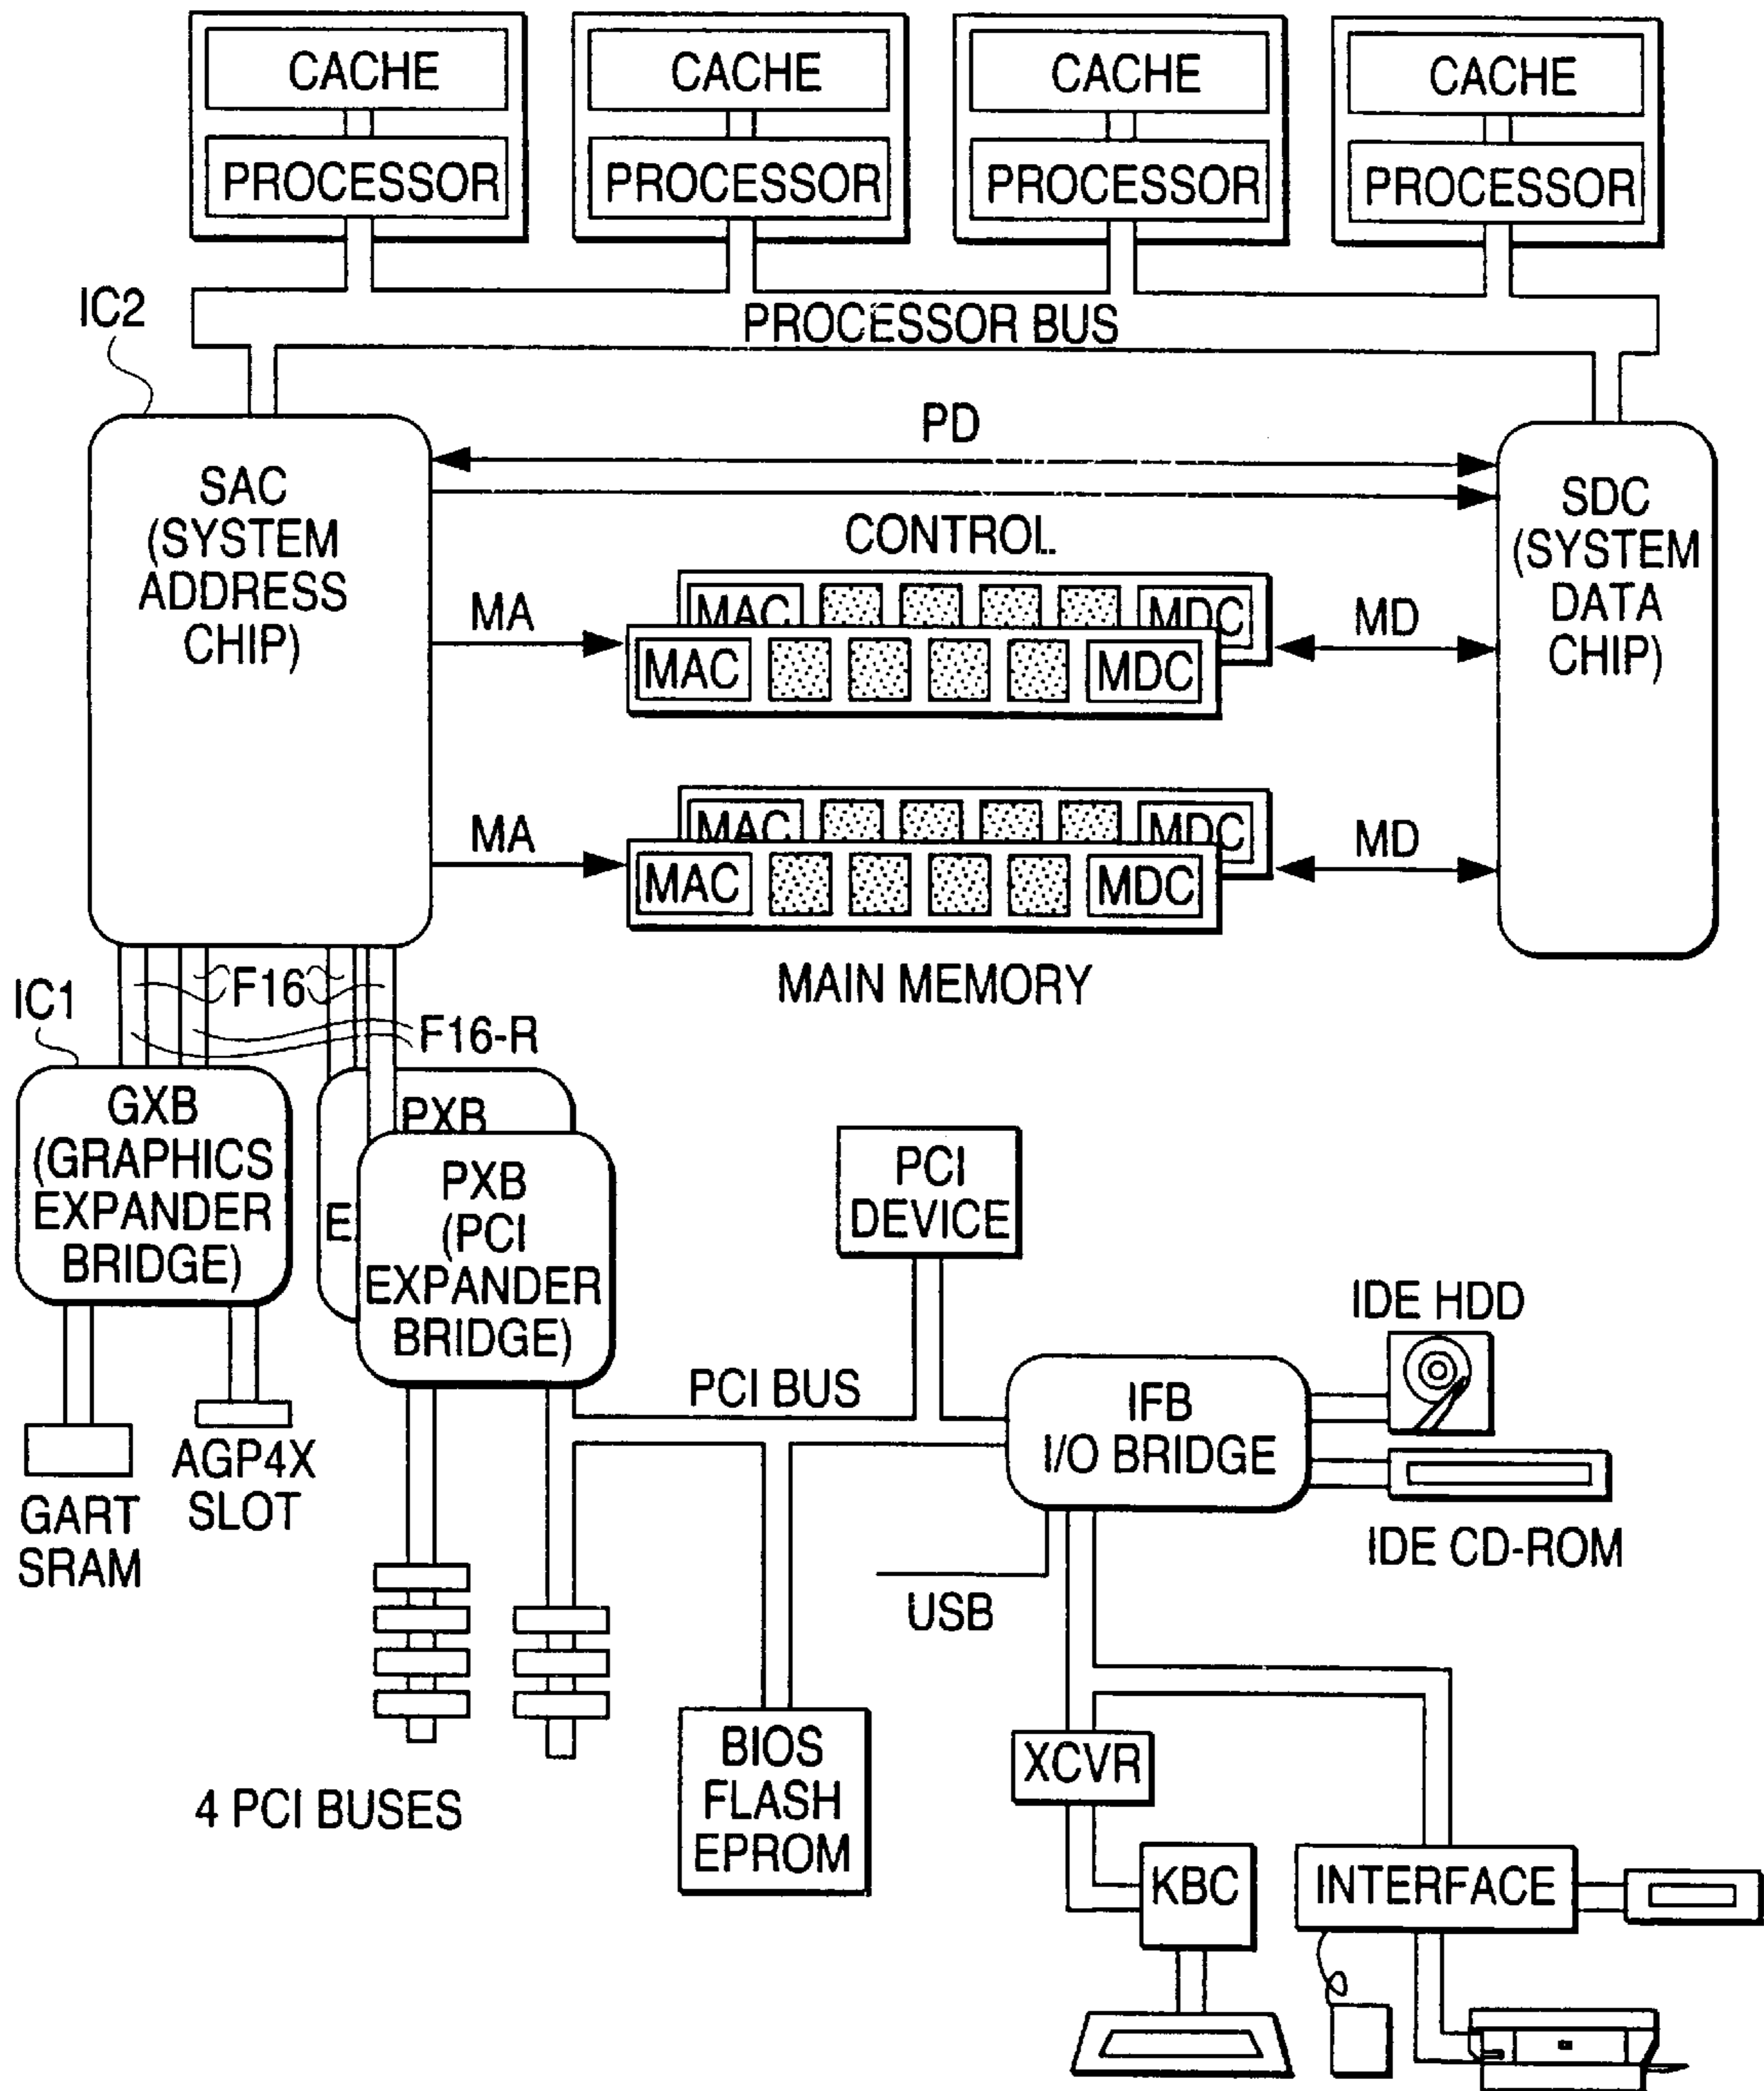 CACHE
CACHE
CACHE
CACHE
PROCESSOR
PROCESSOR
PROCESSOR
PROCESSOR
PROCESSOR BUS
IC2
SAC
(SYSTEM
ADDRESS
CHIP)
PD
CONTROL
SDC
(SYSTEM
DATA
CHIP)
MA
MAC
MDC
MAC
MDC
MD
MA
MAC
MDC
MAC
MDC
MD
MAIN MEMORY
F16
IC1
F16-R
GXB
(GRAPHICS
EXPANDER
BRIDGE)
PXB
E
PXB
(PCI
EXPANDER
BRIDGE)
PCI
DEVICE
IDE HDD
PCI BUS
IFB
I/O BRIDGE
AGP4X
SLOT
GART
SRAM
IDE CD-ROM
USB
BIOS
FLASH
EPROM
XCVR
4 PCI BUSES
KBC
INTERFACE